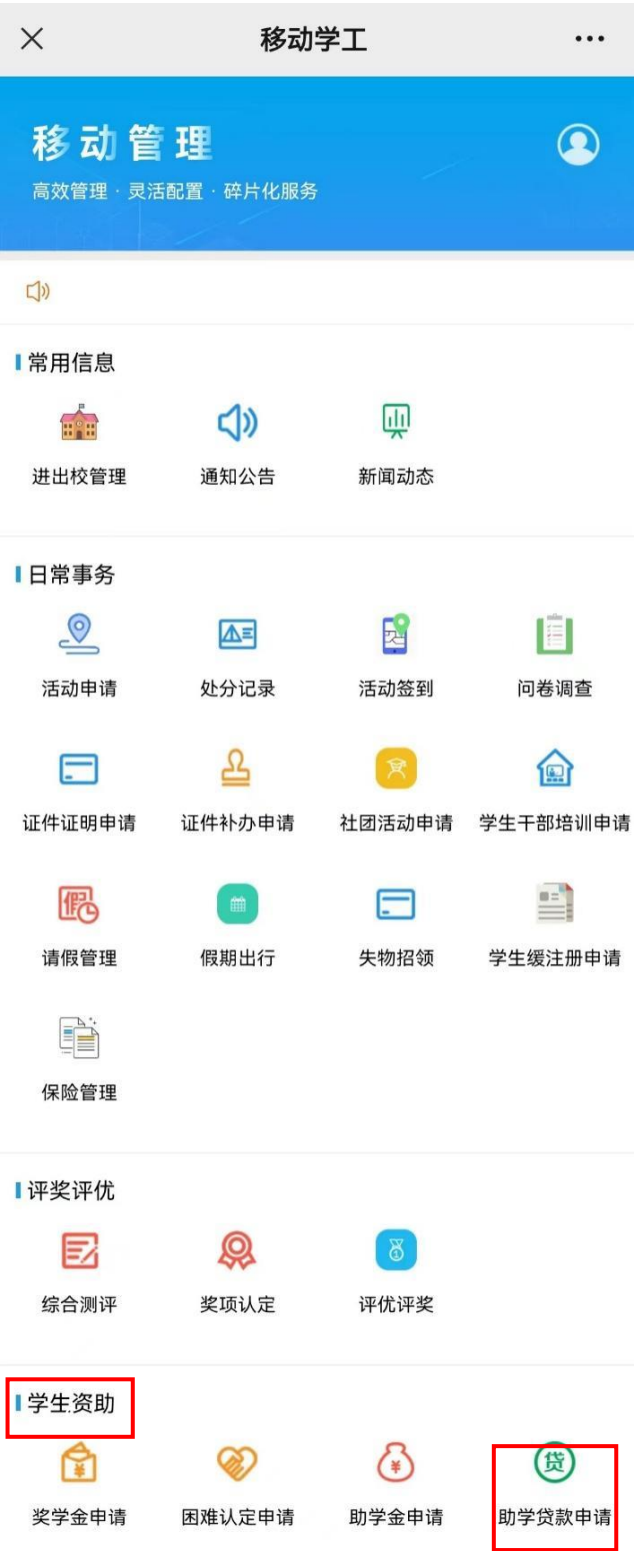 移动学工
移动管理
高效管理 · 灵活配置 · 碎片化服务
常用信息
进出校管理 通知公告 新闻动态
日常事务
活动申请 处分记录 活动签到 问卷调查
证件证明申请 证件补办申请 社团活动申请 学生干部培训申请
假
请假管理 假期出行 失物招领 学生缓注册申请
保险管理
评奖评优
1
综合测评 奖项认定 评优评奖
学生资助
¥ ¥ 贷
奖学金申请 困难认定申请 助学金申请 助学贷款申请